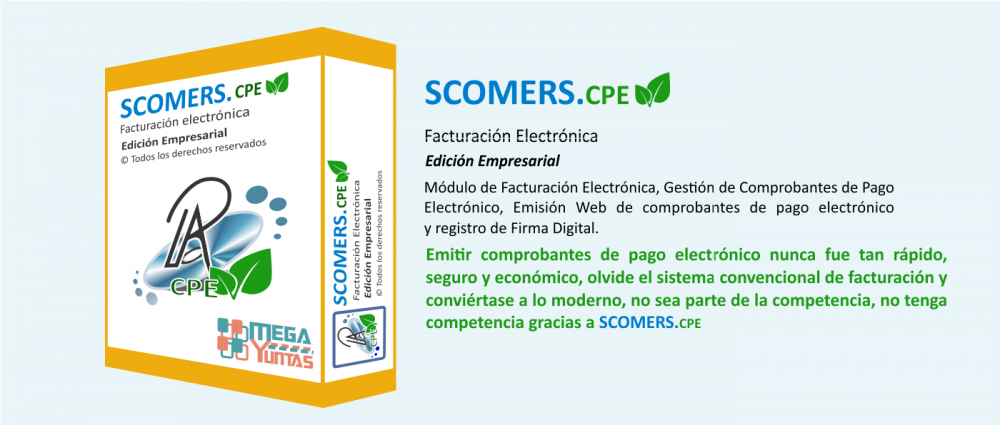 SCOMERS.CPE
Facturación electrónica
Edición Empresarial
© Todos los derechos reservados
PA
CPE
MEGA
YUNTAS
SCOMERS.CPE
Facturación Electrónica
Edición Empresarial
© Todos los derechos reservados
PA
CPE
SCOMERS.CPE
Facturación Electrónica
Edición Empresarial
Módulo de Facturación Electrónica, Gestión de Comprobantes de Pago
Electrónico, Emisión Web de comprobantes de pago electrónico
y registro de Firma Digital.
Emitir comprobantes de pago electrónico nunca fue tan rápido,
seguro y económico, olvide el sistema convencional de facturación y
conviértase a lo moderno, no sea parte de la competencia, no tenga
competencia gracias a SCOMERS.CPE